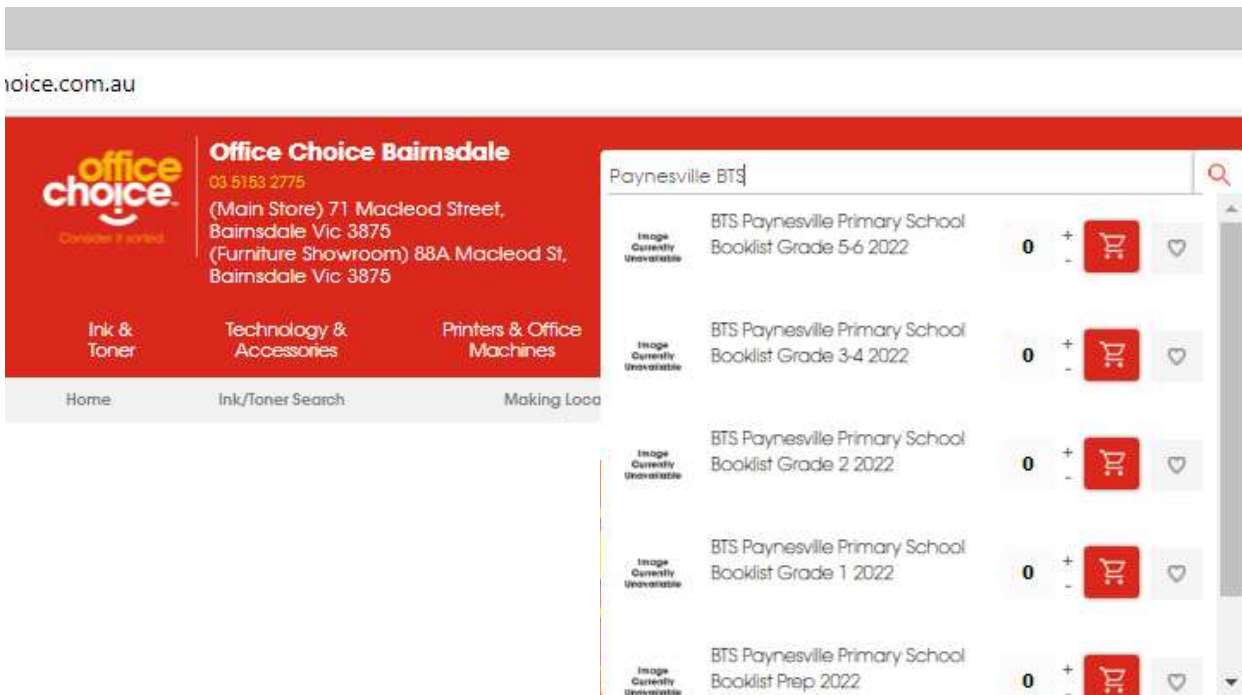 hoice.com.au
office
choice
Consider it sorted.
Office Choice Bairnsdale
03 5153 2775
(Main Store) 71 Macleod Street,
Bairnsdale Vic 3875
(Furniture Showroom) 88A Macleod St,
Bairnsdale Vic 3875
Ink &
Toner
Technology &
Accessories
Printers & Office
Machines
Home
Ink/Toner Search
Making Loca
Paynesville BTS
Image
Currently
Unavailable
BTS Paynesville Primary School
Booklist Grade 5-6 2022
0
+
-
Image
Currently
Unavailable
BTS Paynesville Primary School
Booklist Grade 3-4 2022
0
+
-
Image
Currently
Unavailable
BTS Paynesville Primary School
Booklist Grade 2 2022
0
+
-
Image
Currently
Unavailable
BTS Paynesville Primary School
Booklist Grade 1 2022
0
+
-
Image
Currently
Unavailable
BTS Paynesville Primary School
Booklist Prep 2022
0
+
-